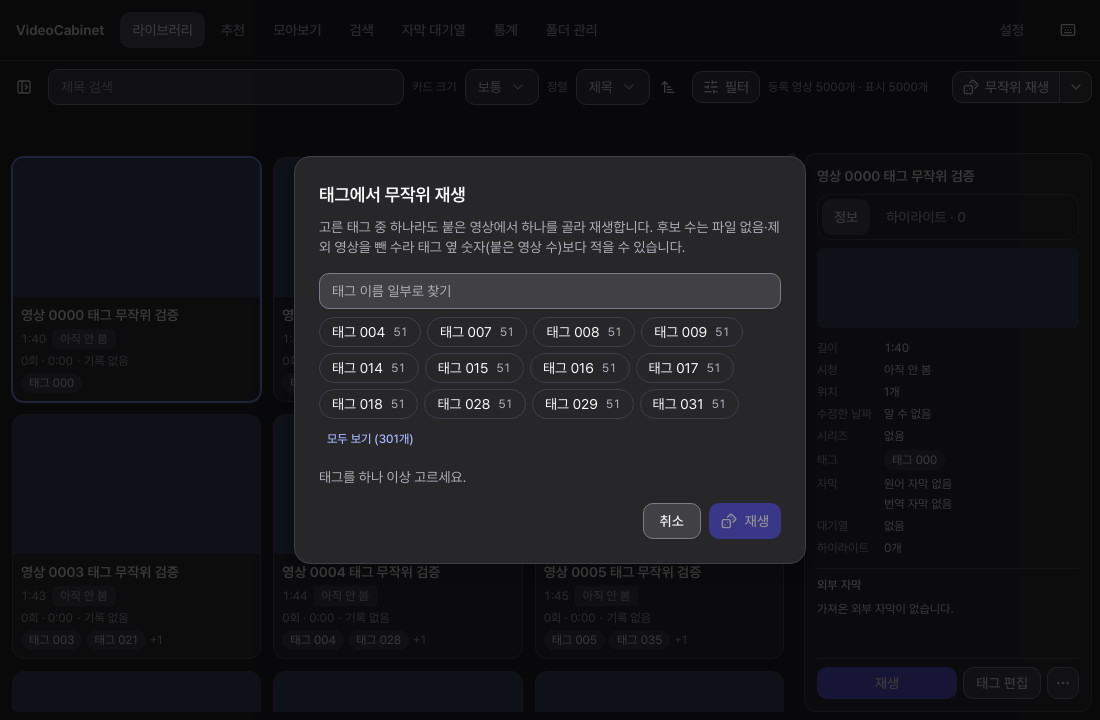 VideoCabinet 라이브러리 추천 모아보기 검색 자막 대기열 통계 폴더 관리 설정
제목 검색 카드 크기 보통 정렬 제목 필터 등록 영상 5000개 · 표시 5000개 무작위 재생
태그에서 무작위 재생
고른 태그 중 하나라도 붙은 영상에서 하나를 골라 재생합니다. 후보 수는 파일 없음·제
외 영상을 뺀 수라 태그 옆 숫자(붙은 영상 수)보다 적을 수 있습니다.
태그 이름 일부로 찾기
태그 004 51 태그 007 51 태그 008 51 태그 009 51
태그 014 51 태그 015 51 태그 016 51 태그 017 51
태그 018 51 태그 028 51 태그 029 51 태그 031 51
모두 보기 (301개)
태그를 하나 이상 고르세요.
취소 재생
영상 0000 태그 무작위 검증
1:40 아직 안 봄
0회 · 0:00 · 기록 없음
태그 000
영상 0003 태그 무작위 검증
1:43 아직 안 봄
0회 · 0:00 · 기록 없음
태그 003 태그 021 +1
영상 0004 태그 무작위 검증
1:44 아직 안 봄
0회 · 0:00 · 기록 없음
태그 004 태그 028 +1
영상 0005 태그 무작위 검증
1:45 아직 안 봄
0회 · 0:00 · 기록 없음
태그 005 태그 035 +1
영상 0000 태그 무작위 검증
정보 하이라이트 · 0
길이 1:40
시청 아직 안 봄
위치 1개
수정한 날짜 알 수 없음
시리즈 없음
태그 태그 000
자막 원어 자막 없음
번역 자막 없음
대기열 없음
하이라이트 0개
외부 자막
가져온 외부 자막이 없습니다.
재생 태그 편집